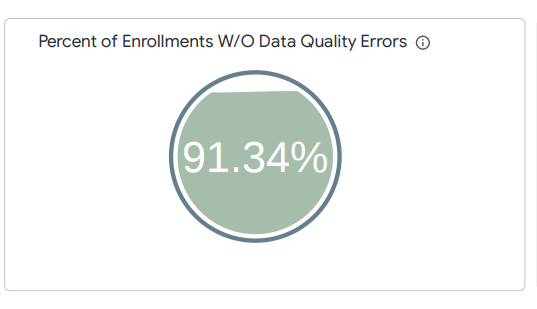 Percent of Enrollments W/O Data Quality Errors
91.34%